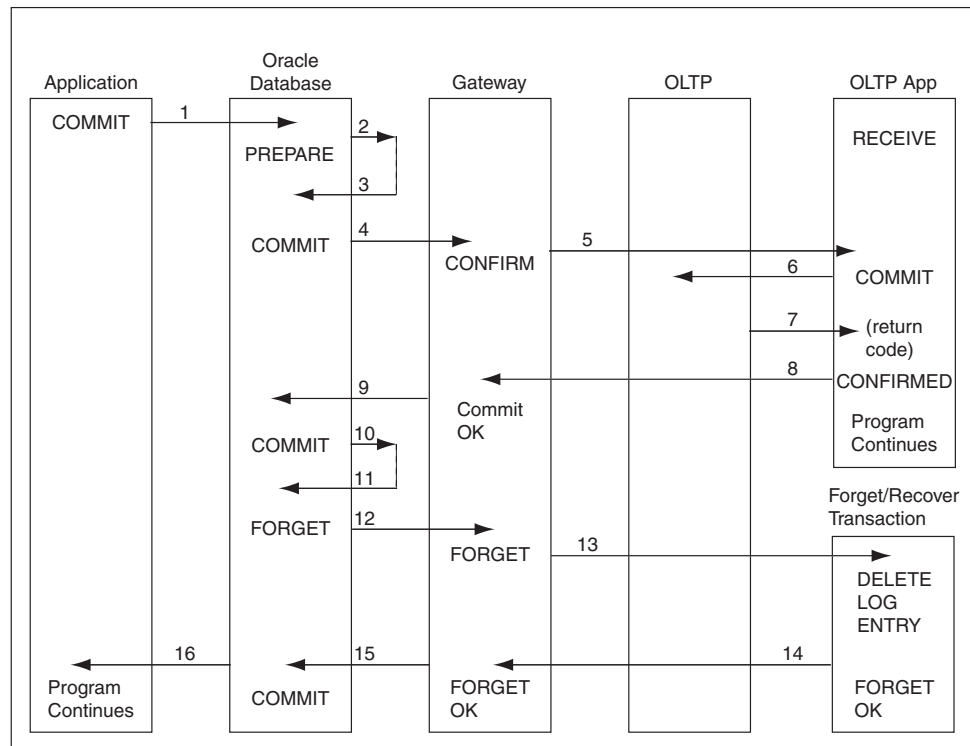 Application
Oracle
Database
Gateway
OLTP
OLTP App
COMMIT
1
2
PREPARE
RECEIVE
3
COMMIT
4
CONFIRM
5
6
COMMIT
7
(return
code)
8
CONFIRMED
9
Commit
OK
Program
Continues
COMMIT
10
11
Forget/Recover
Transaction
FORGET
12
FORGET
13
DELETE
LOG
ENTRY
16
15
14
Program
Continues
COMMIT
FORGET
OK
FORGET
OK